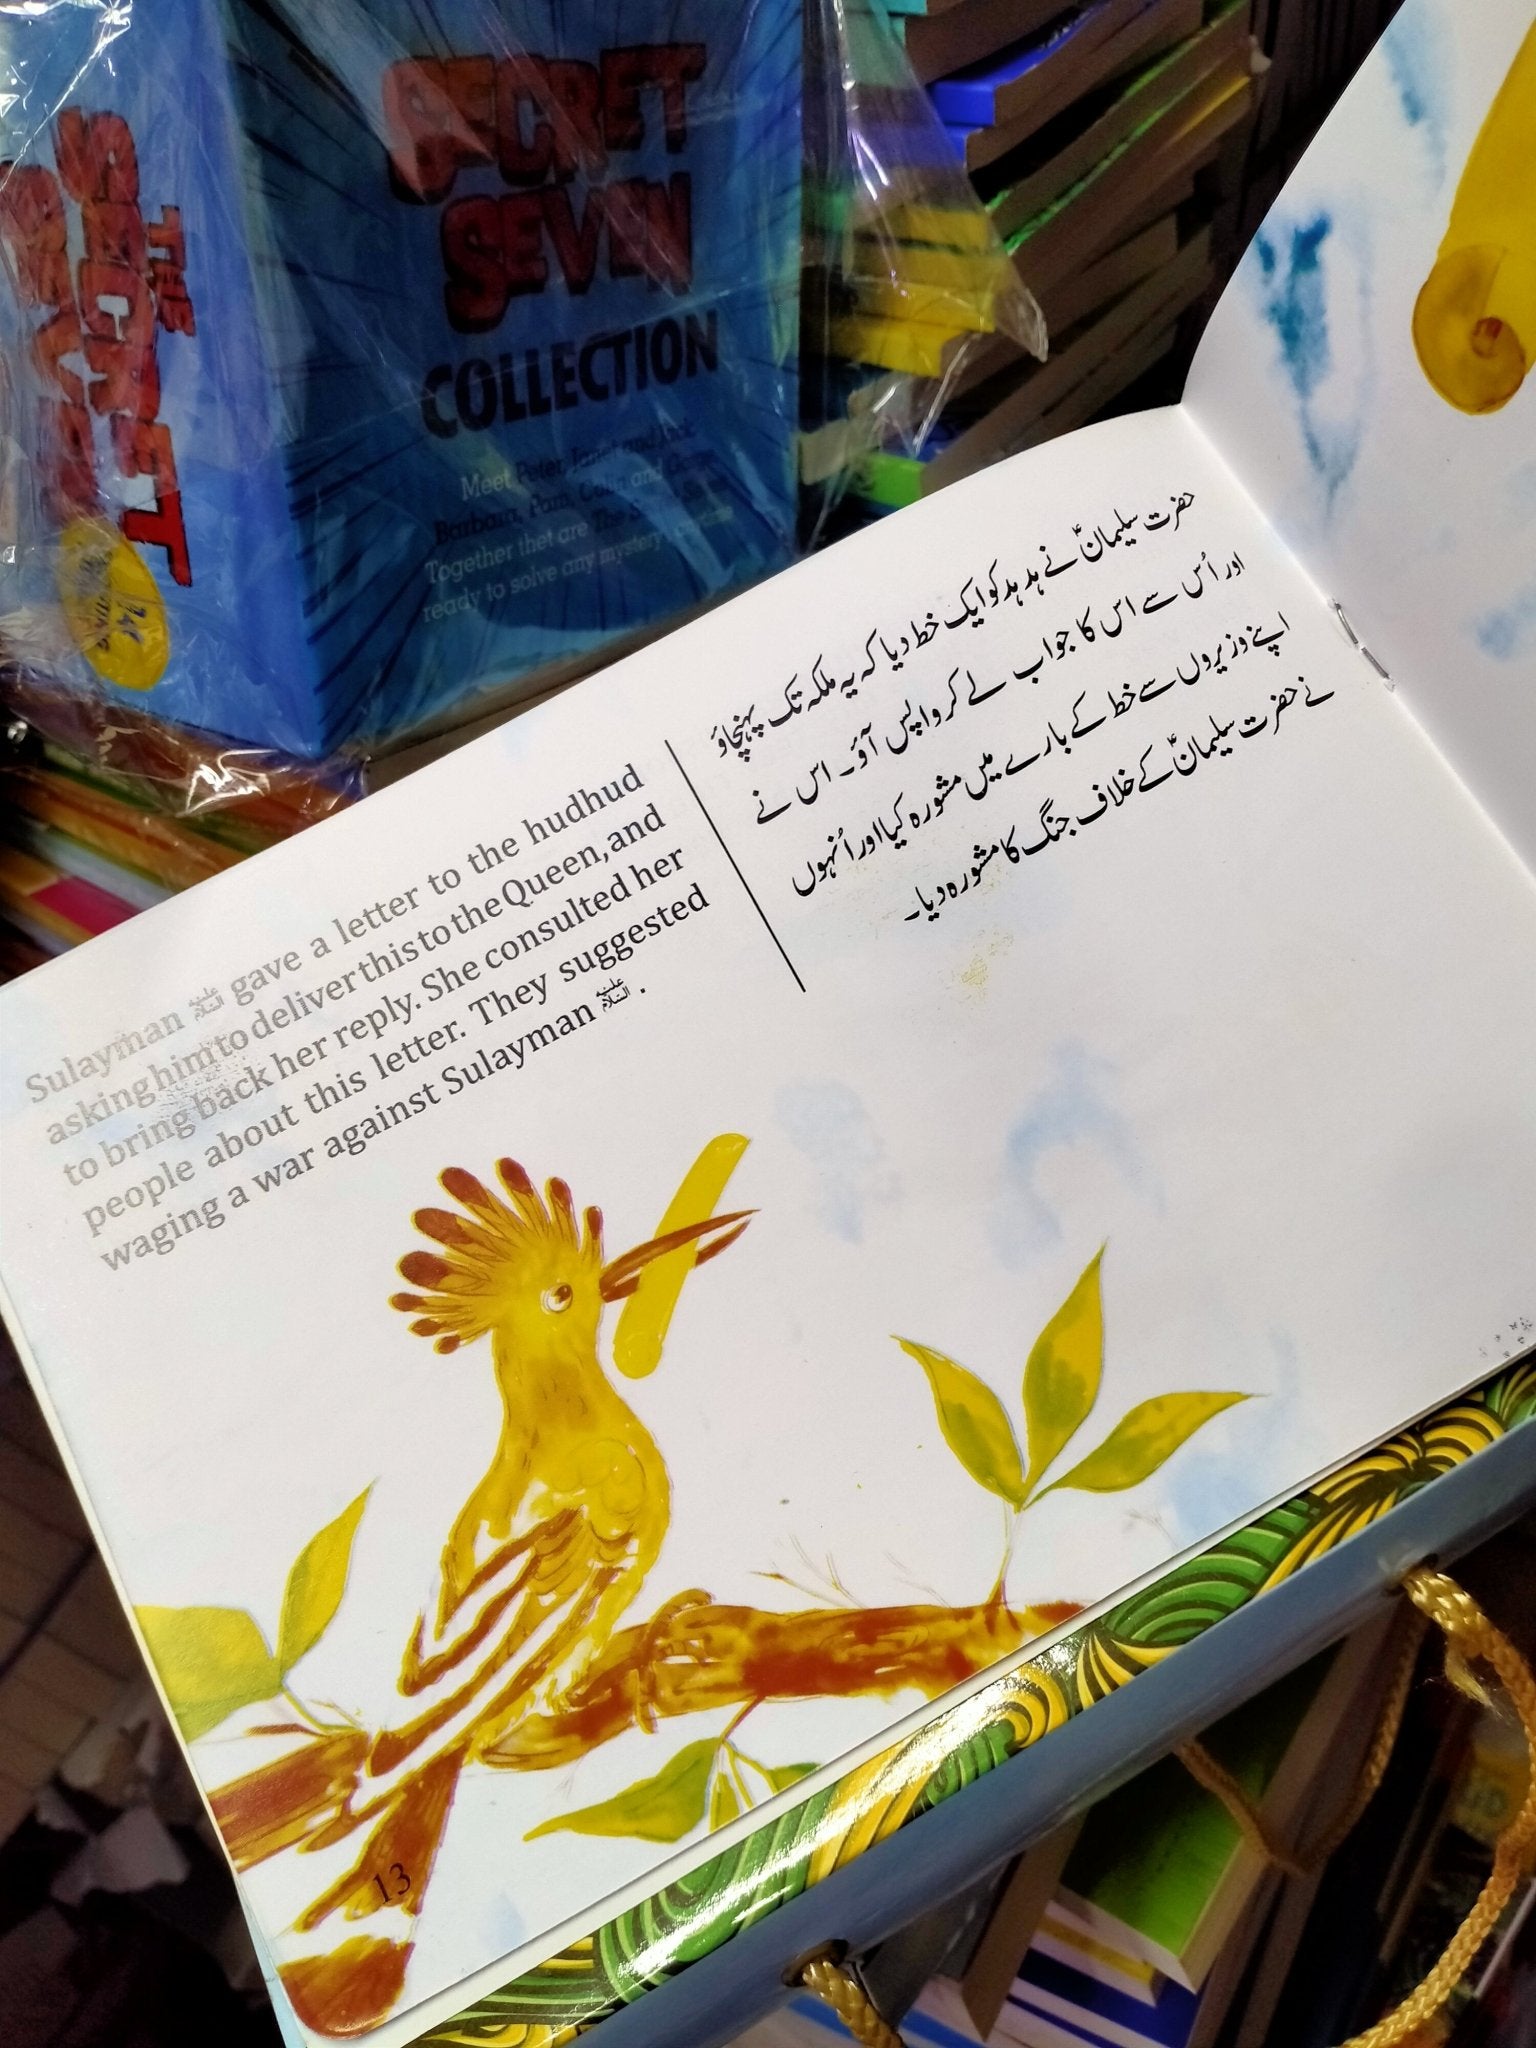 SECRET
SEVEN
COLLECTION
Meet Peter, Janet and Jack
Barbara, Pam, Colin and George
Together they are The Secret Seven
ready to solve any mystery
THE
SECRET
SEVEN
Sulayman عليه السلام gave a letter to the hudhud
asking him to deliver this to the Queen, and
to bring back her reply. She consulted her
people about this letter. They suggested
waging a war against Sulayman عليه السلام.
حضرت سلیمانؑ نے ہد ہد کو ایک خط دیا کہ یہ ملکہ تک پہنچاؤ
اور اُس سے اس کا جواب لے کر واپس آؤ۔ اس نے
اپنے وزیروں سے خط کے بارے میں مشورہ کیا اور اُنہوں
نے حضرت سلیمانؑ کے خلاف جنگ کا مشورہ دیا۔
13